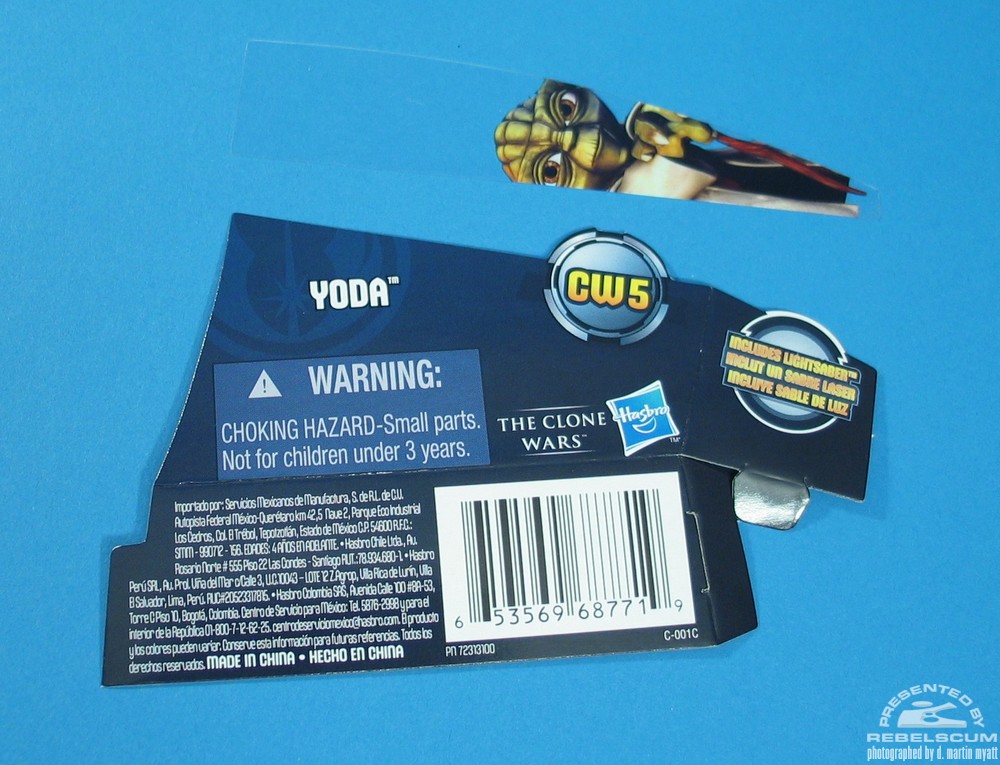 YODA™
CW5
INCLUDES LIGHTSABER™
INCLUT UN SABRE LASER
INCLUYE SABLE DE LUZ
WARNING:
CHOKING HAZARD-Small parts.
Not for children under 3 years.
THE CLONE
WARS™
Hasbro
TM
Importado por: Servicios Mexicanos de Manufactura, S. de R.L. de C.V.
Autopista Federal México-Querétaro km 42,5 Nave 2, Parque Eco Industrial
Los Cedros, Col. El Trébol, Tepotzotlán, Estado de México C.P. 54600 R.F.C.:
SMM - 990712 - 1S6. EDADES: 4 AÑOS EN ADELANTE. • Hasbro Chile Ltda., Av.
Rosario Norte # 555 Piso 22 Las Condes - Santiago RUT.:78.934.680-1. • Hasbro
Perú SRL, Av. Prol. Viña del Mar o Calle 3, U.C.10043 – LOTE 12 Z.Agrop, Villa Rica de Lurín, Villa
El Salvador, Lima, Perú. RUC#20523317816. • Hasbro Colombia SAS, Avenida Calle 100 #8A-53,
Torre C Piso 10, Bogotá, Colombia. Centro de Servicio para México: Tel. 5876-2998 y para el
interior de la República 01-800-7-12-62-25. centrodeserviciomexico@hasbro.com. El producto
y los colores pueden variar. Conserve esta información para futuras referencias. Todos los
derechos reservados. MADE IN CHINA • HECHO EN CHINA
6 53569 68771 9
PN 72313100
C-001C
PRESENTED BY
REBELSCUM
photographed by d. martin myatt